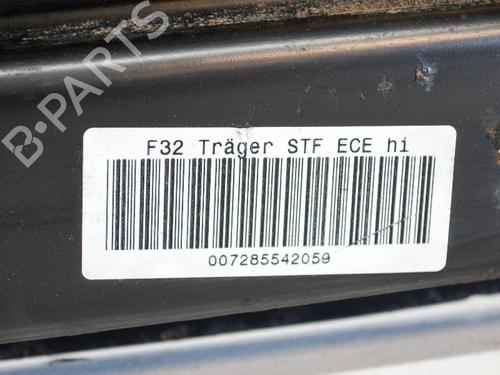 B-PARTS
F32 Träger STF ECE hi
007285542059